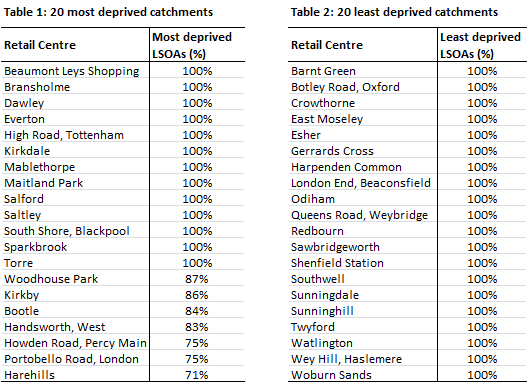 Table 1: 20 most deprived catchments
Retail Centre Most deprived LSOAs (%)
Beaumont Leys Shopping 100%
Bransholme 100%
Dawley 100%
Everton 100%
High Road, Tottenham 100%
Kirkdale 100%
Mablethorpe 100%
Maitland Park 100%
Salford 100%
Saltley 100%
South Shore, Blackpool 100%
Sparkbrook 100%
Torre 100%
Woodhouse Park 87%
Kirkby 86%
Bootle 84%
Handsworth, West 83%
Howden Road, Percy Main 75%
Portobello Road, London 75%
Harehills 71%
Table 2: 20 least deprived catchments
Retail Centre Least deprived LSOAs (%)
Barnt Green 100%
Botley Road, Oxford 100%
Crowthorne 100%
East Moseley 100%
Esher 100%
Gerrards Cross 100%
Harpenden Common 100%
London End, Beaconsfield 100%
Odiham 100%
Queens Road, Weybridge 100%
Redbourn 100%
Sawbridgeworth 100%
Shenfield Station 100%
Southwell 100%
Sunningdale 100%
Sunninghill 100%
Twyford 100%
Watlington 100%
Wey Hill, Haslemere 100%
Woburn Sands 100%